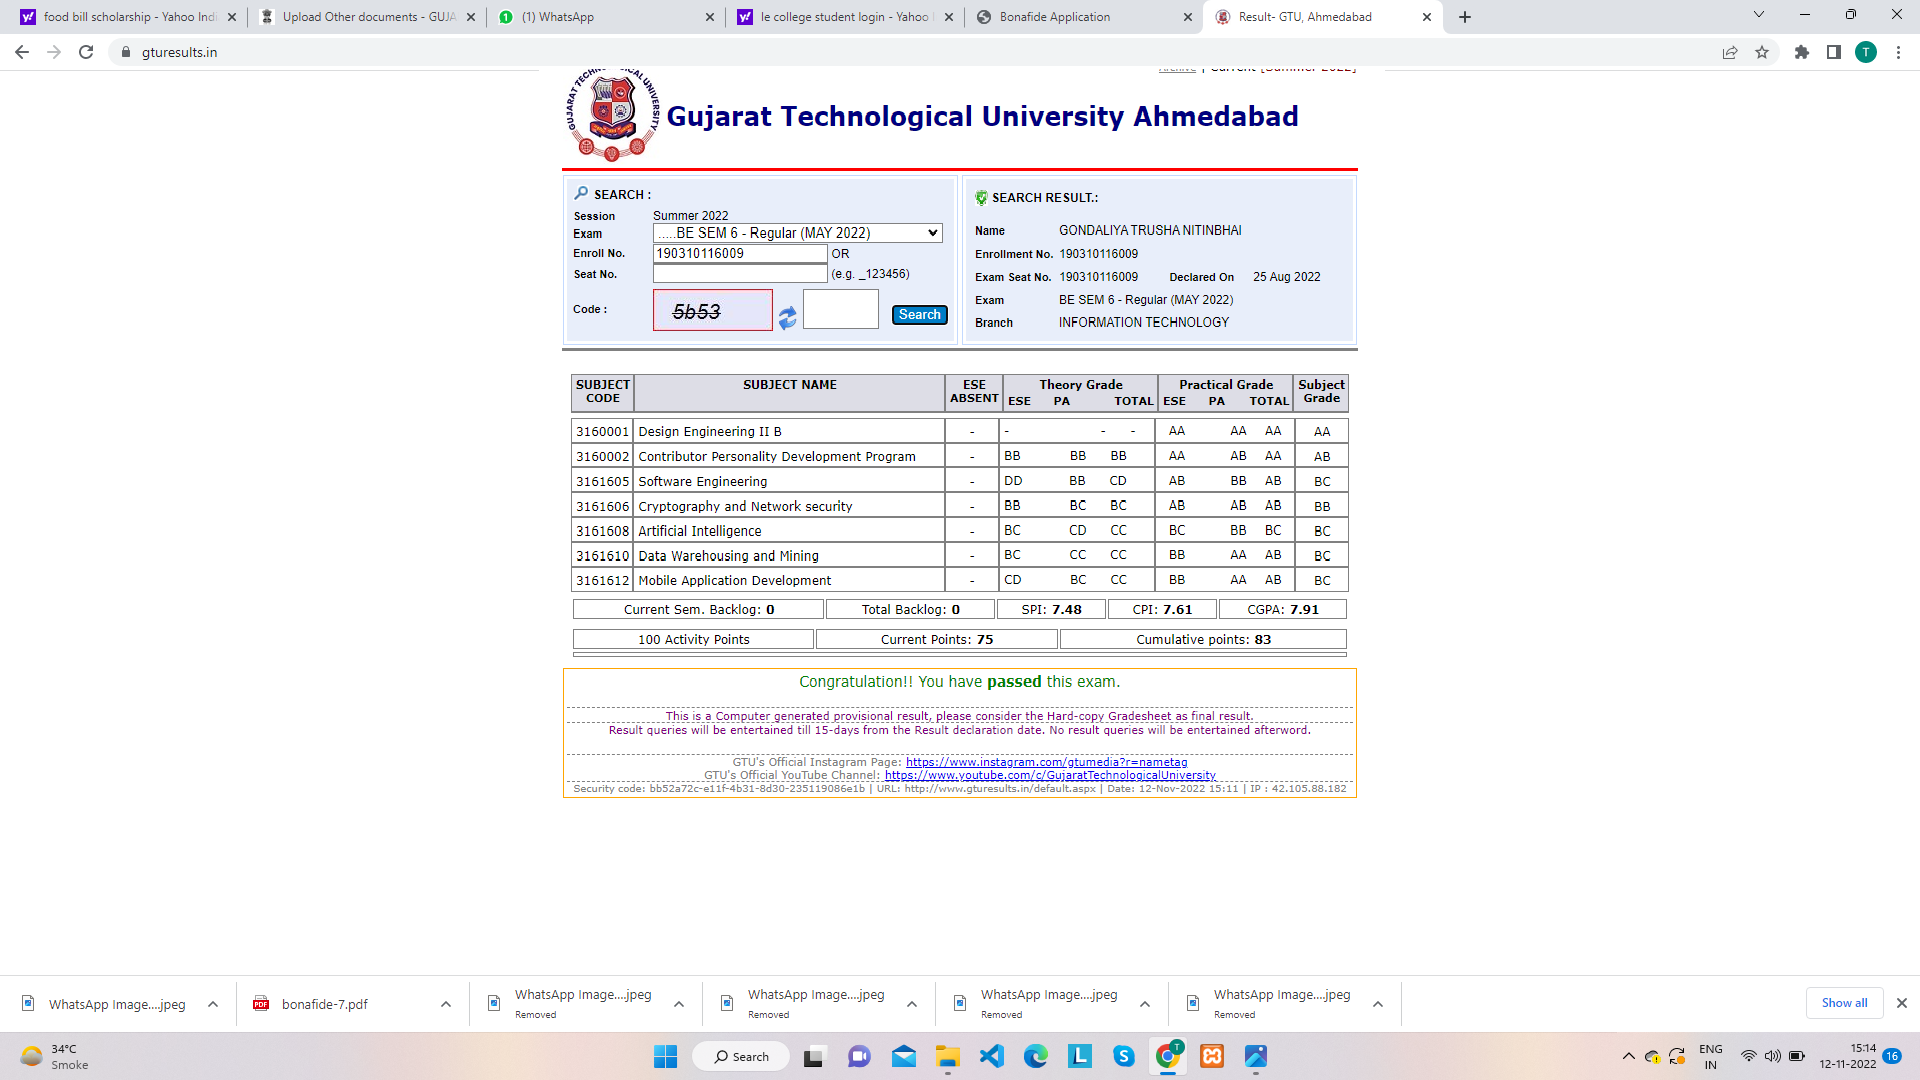 food bill scholarship - Yahoo Indi
Upload Other documents - GUJA
(1) WhatsApp
le college student login - Yahoo I
Bonafide Application
Result- GTU, Ahmedabad
gturesults.in
T
Archive | Current [Summer 2022]
GUJARAT TECHNOLOGICAL UNIVERSITY
Gujarat Technological University Ahmedabad
SEARCH :
Session Summer 2022
Exam .....BE SEM 6 - Regular (MAY 2022)
Enroll No. 190310116009 OR
Seat No. (e.g. _123456)
Code : 5b53 Search
SEARCH RESULT.:
Name GONDALIYA TRUSHA NITINBHAI
Enrollment No. 190310116009
Exam Seat No. 190310116009 Declared On 25 Aug 2022
Exam BE SEM 6 - Regular (MAY 2022)
Branch INFORMATION TECHNOLOGY
SUBJECT CODE SUBJECT NAME ESE ABSENT Theory Grade ESE PA TOTAL Practical Grade ESE PA TOTAL Subject Grade
3160001 Design Engineering II B - - - - AA AA AA AA
3160002 Contributor Personality Development Program - BB BB BB AA AB AA AB
3161605 Software Engineering - DD BB CD AB BB AB BC
3161606 Cryptography and Network security - BB BC BC AB AB AB BB
3161608 Artificial Intelligence - BC CD CC BC BB BC BC
3161610 Data Warehousing and Mining - BC CC CC BB AA AB BC
3161612 Mobile Application Development - CD BC CC BB AA AB BC
Current Sem. Backlog: 0 Total Backlog: 0 SPI: 7.48 CPI: 7.61 CGPA: 7.91
100 Activity Points Current Points: 75 Cumulative points: 83
Congratulation!! You have passed this exam.
This is a Computer generated provisional result, please consider the Hard-copy Gradesheet as final result.
Result queries will be entertained till 15-days from the Result declaration date. No result queries will be entertained afterword.
GTU's Official Instagram Page: https://www.instagram.com/gtumedia?r=nametag
GTU's Official YouTube Channel: https://www.youtube.com/c/GujaratTechnologicalUniversity
Security code: bb52a72c-e11f-4b31-8d30-235119086e1b | URL: http://www.gturesults.in/default.aspx | Date: 12-Nov-2022 15:11 | IP : 42.105.88.182
WhatsApp Image....jpeg
PDF bonafide-7.pdf
WhatsApp Image....jpeg
Removed
WhatsApp Image....jpeg
Removed
WhatsApp Image....jpeg
Removed
WhatsApp Image....jpeg
Removed
Show all
34°C
Smoke
Search
L
T
ENG
IN
15:14
12-11-2022
16